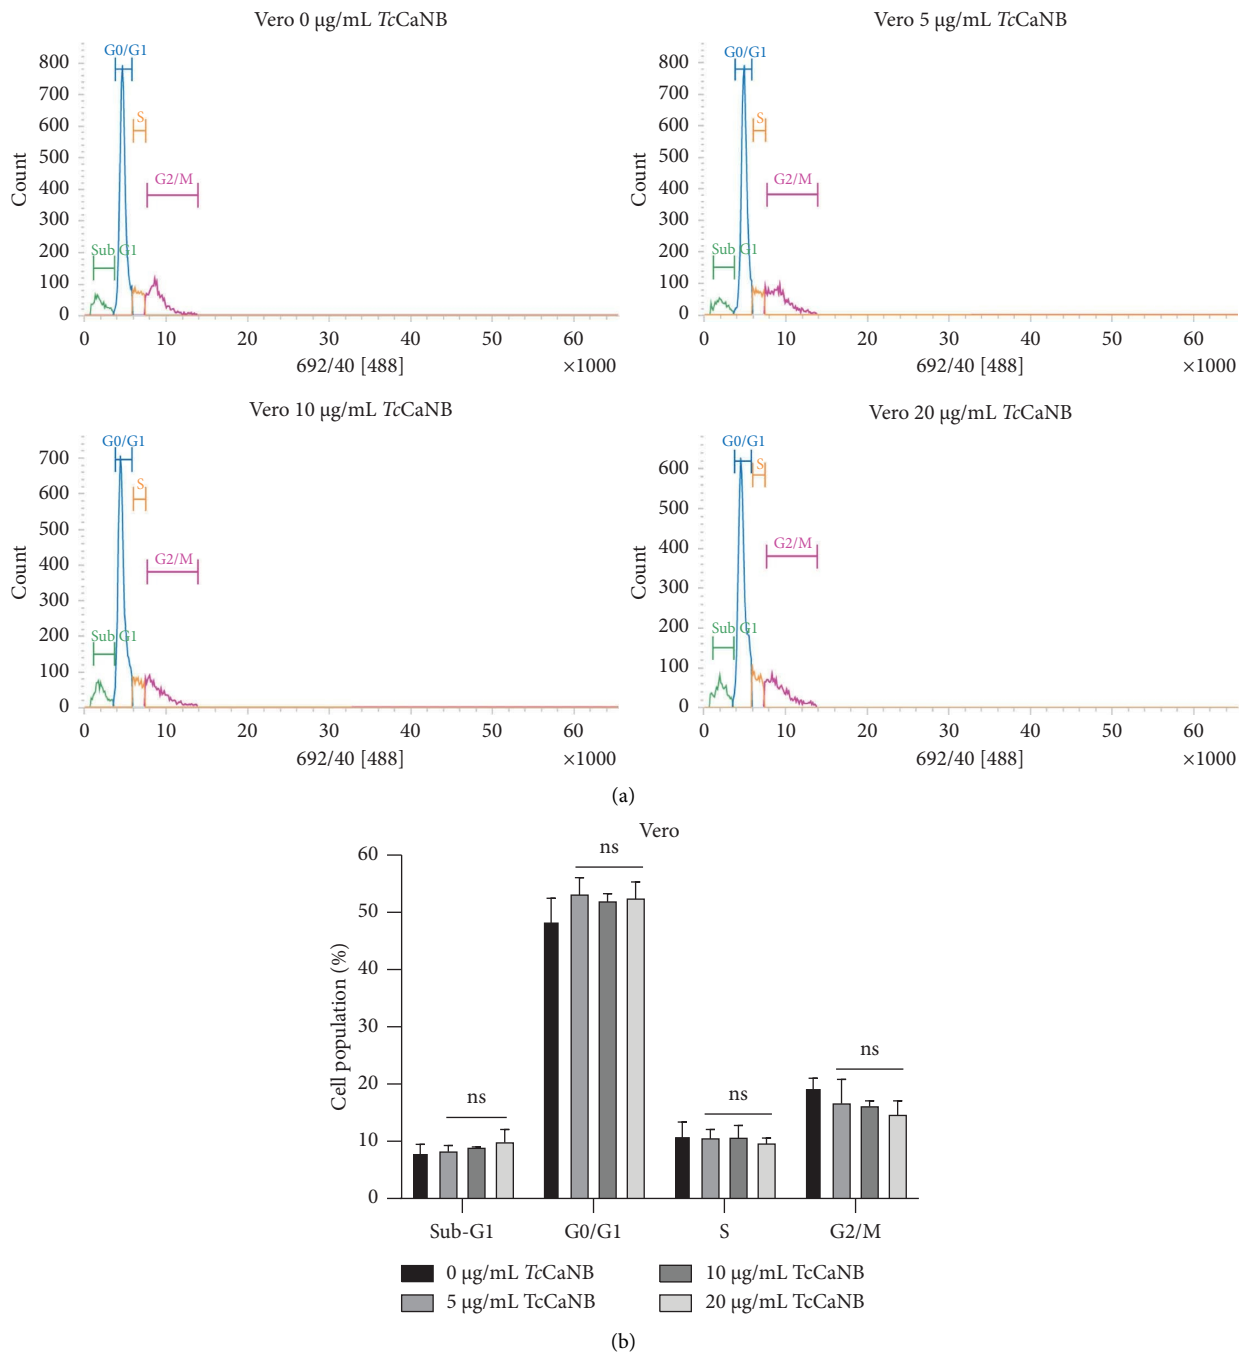 Vero 0 µg/mL TcCaNB
G0/G1
S
G2/M
Sub G1
800
700
600
500
400
300
200
100
0
Count
0 10 20 30 40 50 60
692/40 [488] ×1000
Vero 5 µg/mL TcCaNB
G0/G1
S
G2/M
Sub G1
800
700
600
500
400
300
200
100
0
Count
0 10 20 30 40 50 60
692/40 [488] ×1000
Vero 10 µg/mL TcCaNB
G0/G1
S
G2/M
Sub G1
700
600
500
400
300
200
100
0
Count
0 10 20 30 40 50 60
692/40 [488] ×1000
Vero 20 µg/mL TcCaNB
G0/G1
S
G2/M
Sub G1
600
500
400
300
200
100
0
Count
0 10 20 30 40 50 60
692/40 [488] ×1000
(a)
Vero
60
50
40
30
20
10
0
Cell population (%)
ns
ns
ns
ns
Sub-G1 G0/G1 S G2/M
0 µg/mL TcCaNB
5 µg/mL TcCaNB
10 µg/mL TcCaNB
20 µg/mL TcCaNB
(b)